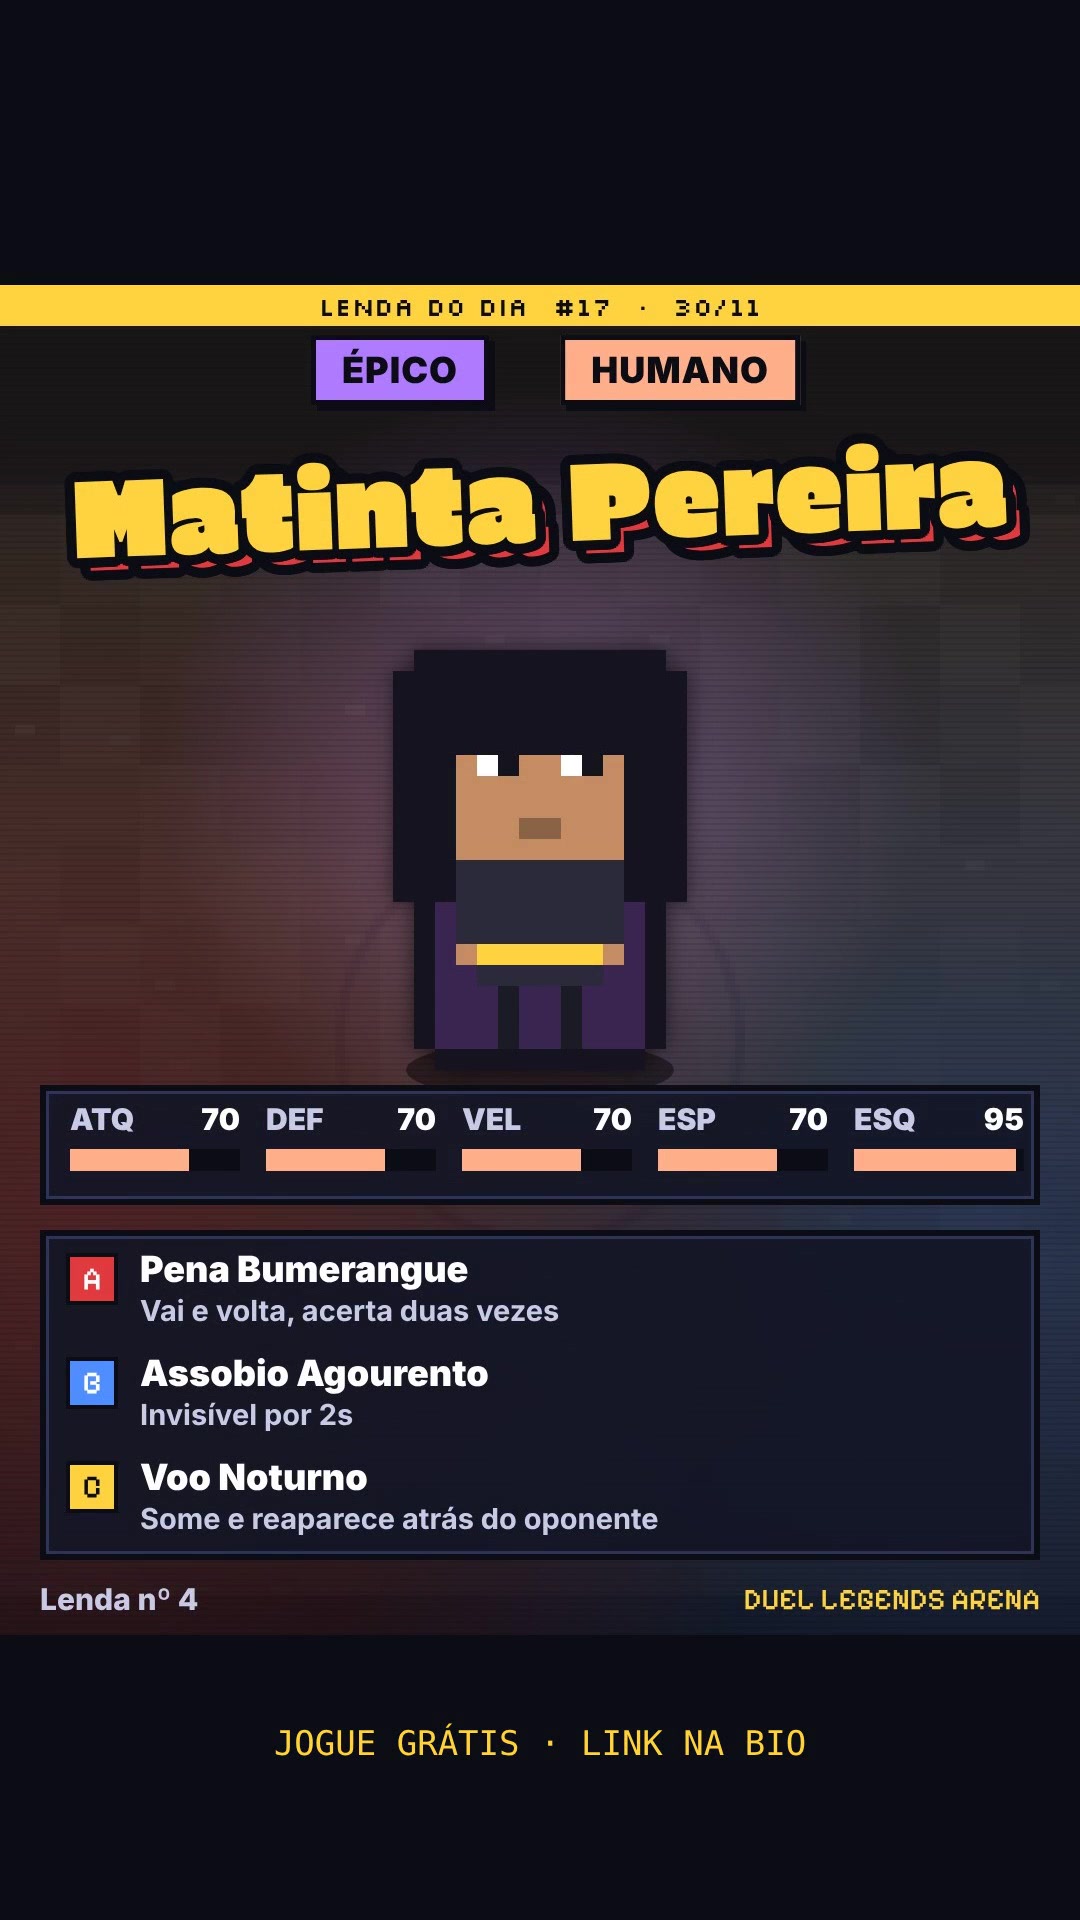 LENDA DO DIA #17 · 30/11
ÉPICO HUMANO
Matinta Pereira
ATQ 70 DEF 70 VEL 70 ESP 70 ESQ 95
A Pena Bumerangue
Vai e volta, acerta duas vezes
B Assobio Agourento
Invisível por 2s
C Voo Noturno
Some e reaparece atrás do oponente
Lenda nº 4 DUEL LEGENDS ARENA
JOGUE GRÁTIS · LINK NA BIO